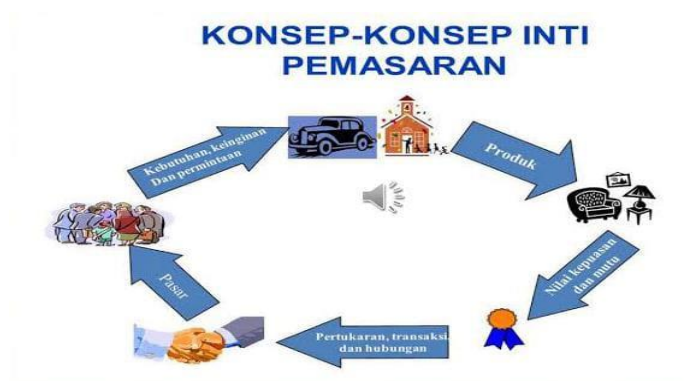 KONSEP-KONSEP INTI
PEMASARAN
Kebutuhan, keinginan
Dan permintaan
Produk
Nilai kepuasan
dan mutu
Pertukaran, transaksi,
dan hubungan
Pasar